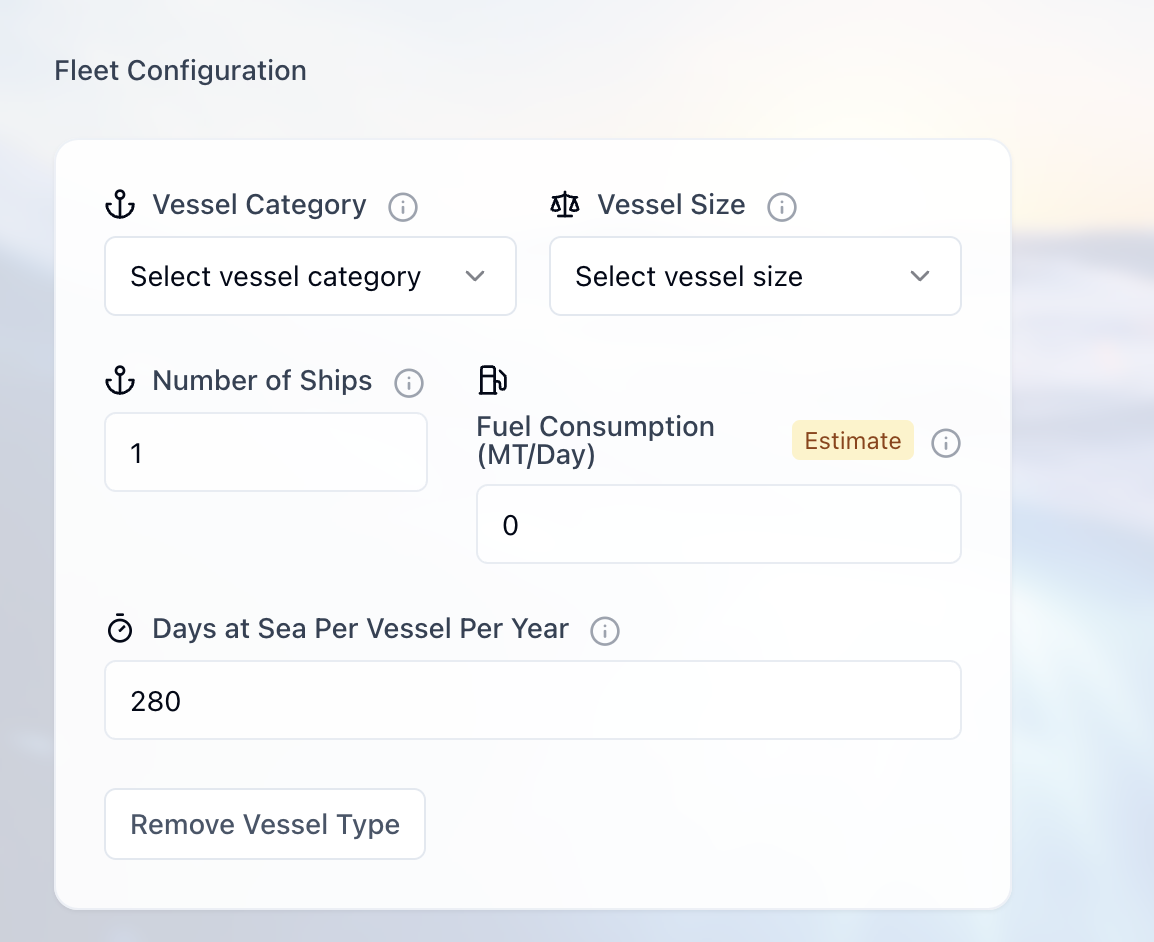 Fleet Configuration
Vessel Category
Vessel Size
Select vessel category
Select vessel size
Number of Ships
1
Fuel Consumption
(MT/Day)
Estimate
0
Days at Sea Per Vessel Per Year
280
Remove Vessel Type